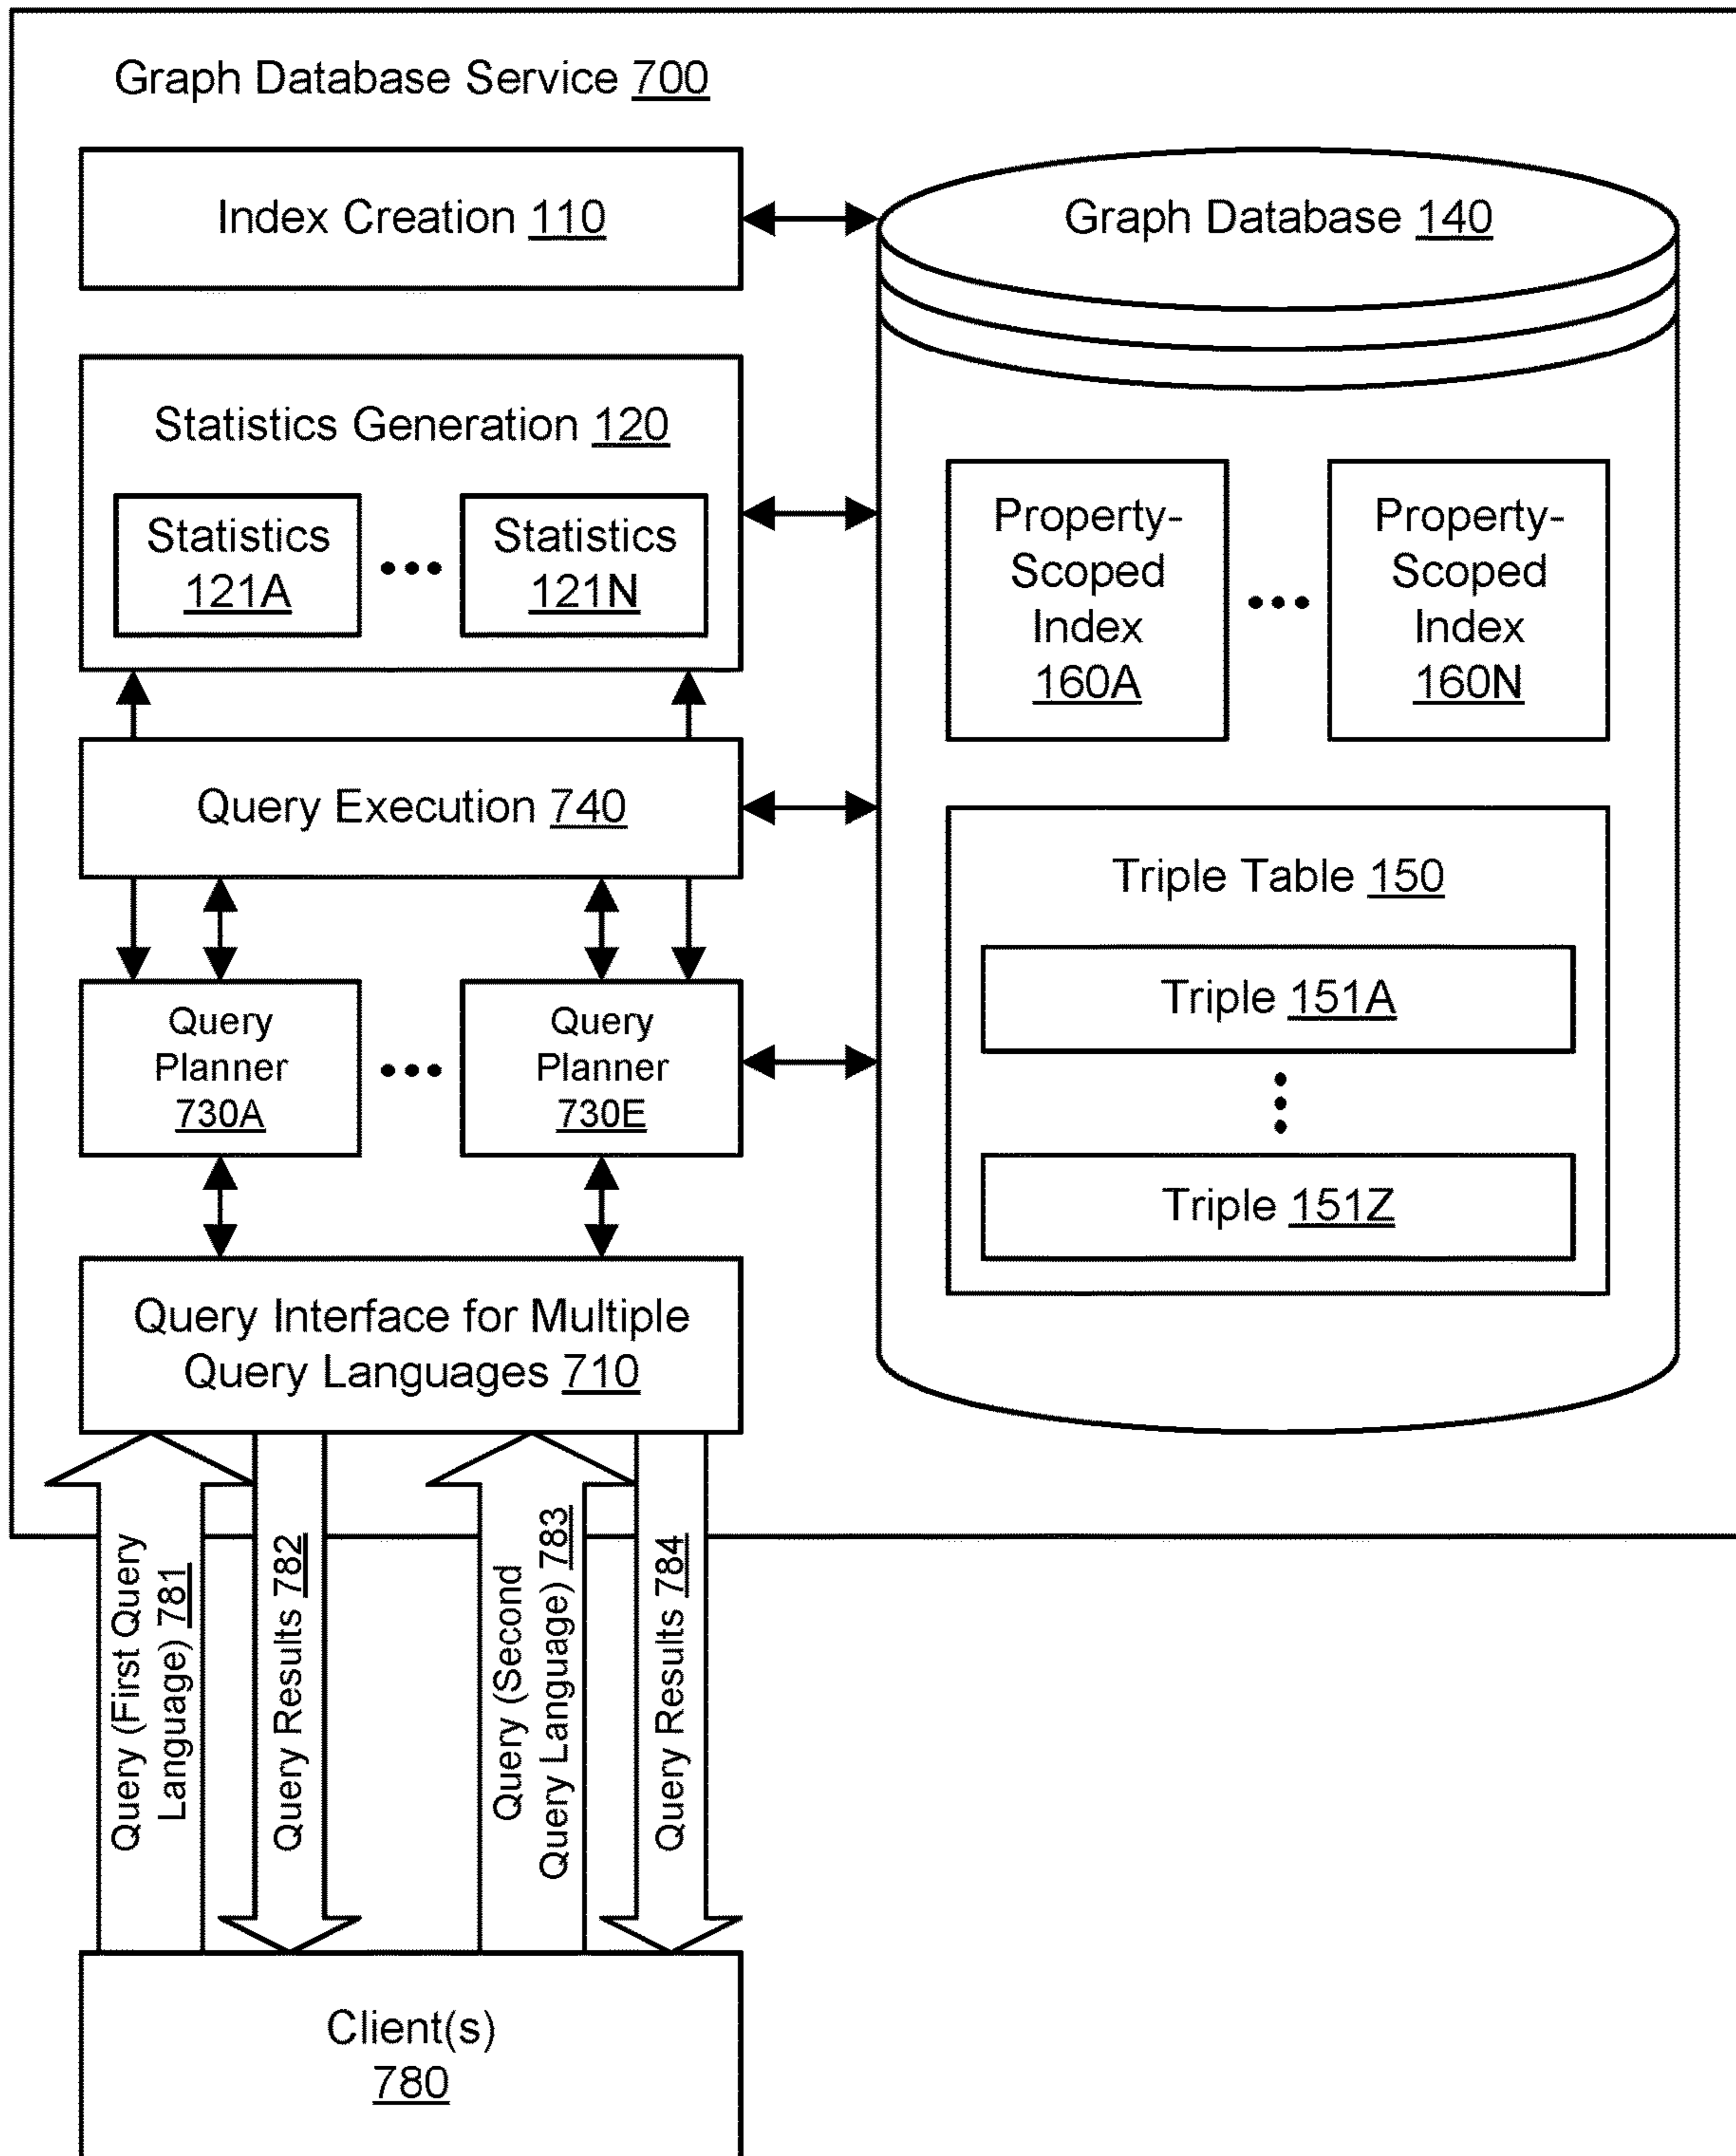 Graph Database Service 700
Index Creation 110
Graph Database 140
Statistics Generation 120
Statistics
121A
Statistics
121N
Property-
Scoped
Index
160A
Property-
Scoped
Index
160N
Query Execution 740
Triple Table 150
Triple 151A
Triple 151Z
Query
Planner
730A
Query
Planner
730E
Query Interface for Multiple
Query Languages 710
Query (First Query
Language) 781
Query Results 782
Query (Second
Query Language) 783
Query Results 784
Client(s)
780